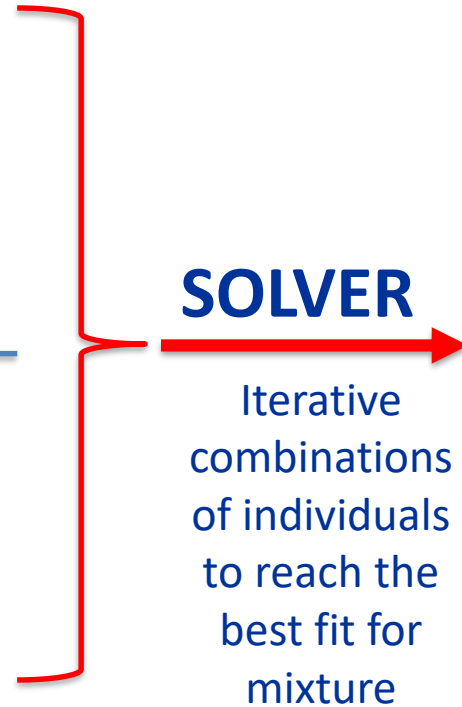 SOLVER
Iterative
combinations
of individuals
to reach the
best fit for
mixture